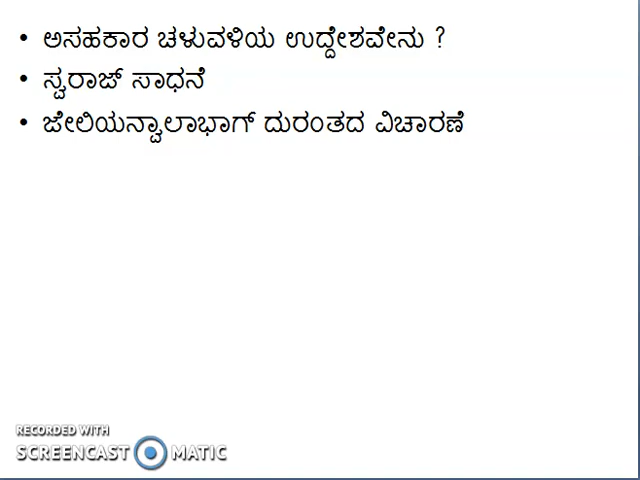 • ಅಸಹಕಾರ ಚಳುವಳಿಯ ಉದ್ದೇಶವೇನು ?
• ಸ್ವರಾಜ್ ಸಾಧನೆ
• ಜೇಲಿಯನ್ವಾಲಾಭಾಗ್ ದುರಂತದ ವಿಚಾರಣೆ
RECORDED WITH
SCREENCAST MATIC